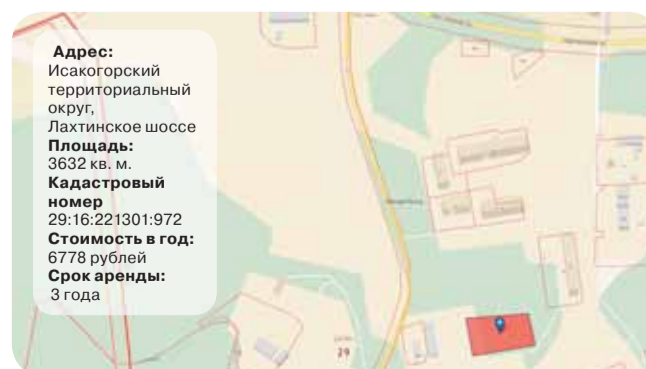 Адрес:
Исакогорский
территориальный
округ,
Лахтинское шоссе
Площадь:
3632 кв. м.
Кадастровый
номер
29:16:221301:972
Стоимость в год:
6778 рублей
Срок аренды:
3 года
29